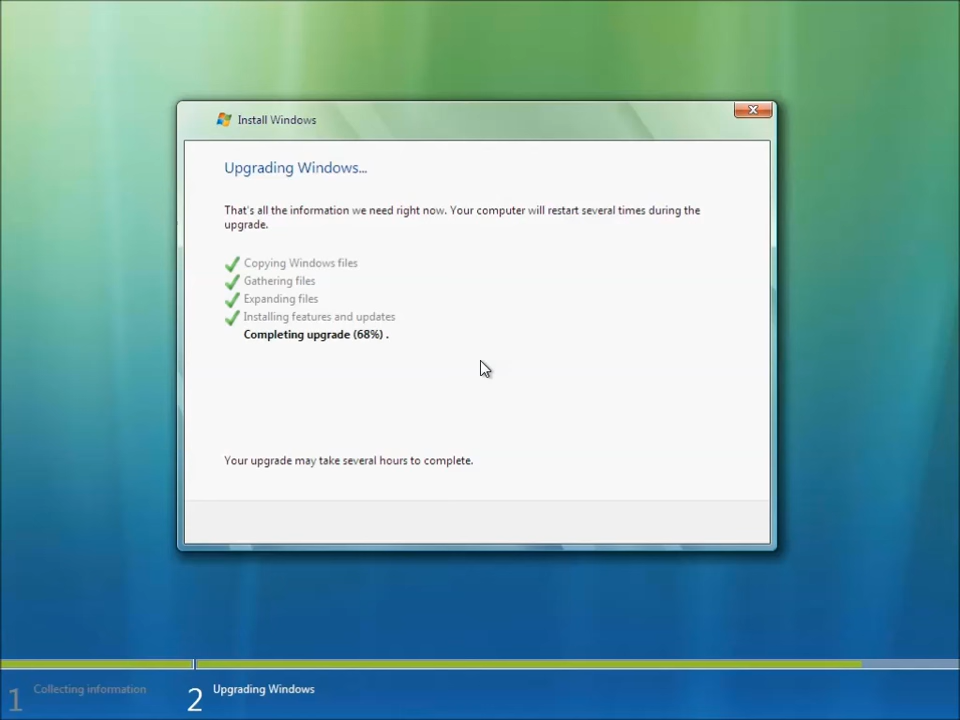 Install Windows
Upgrading Windows...
That's all the information we need right now. Your computer will restart several times during the
upgrade.
Copying Windows files
Gathering files
Expanding files
Installing features and updates
Completing upgrade (68%) .
Your upgrade may take several hours to complete.
1 Collecting information
2 Upgrading Windows